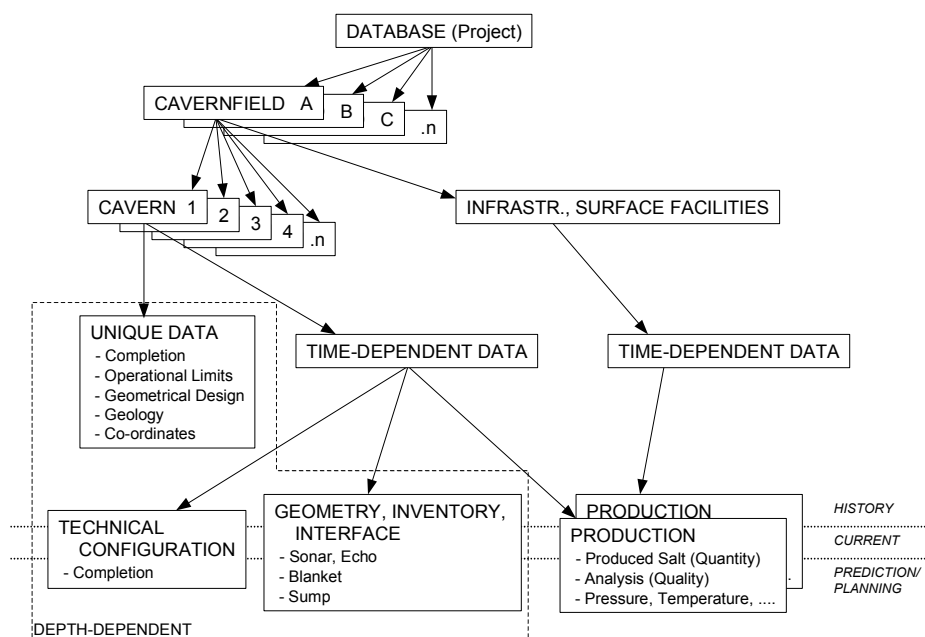 DATABASE (Project)
CAVERNFIELD A
B
C
.n
CAVERN 1
2
3
4
.n
INFRASTR., SURFACE FACILITIES
UNIQUE DATA
- Completion
- Operational Limits
- Geometrical Design
- Geology
- Co-ordinates
TIME-DEPENDENT DATA
TIME-DEPENDENT DATA
TECHNICAL
CONFIGURATION
- Completion
GEOMETRY, INVENTORY,
INTERFACE
- Sonar, Echo
- Blanket
- Sump
PRODUCTION
PRODUCTION
- Produced Salt (Quantity)
- Analysis (Quality)
- Pressure, Temperature, ....
HISTORY
CURRENT
PREDICTION/
PLANNING
DEPTH-DEPENDENT